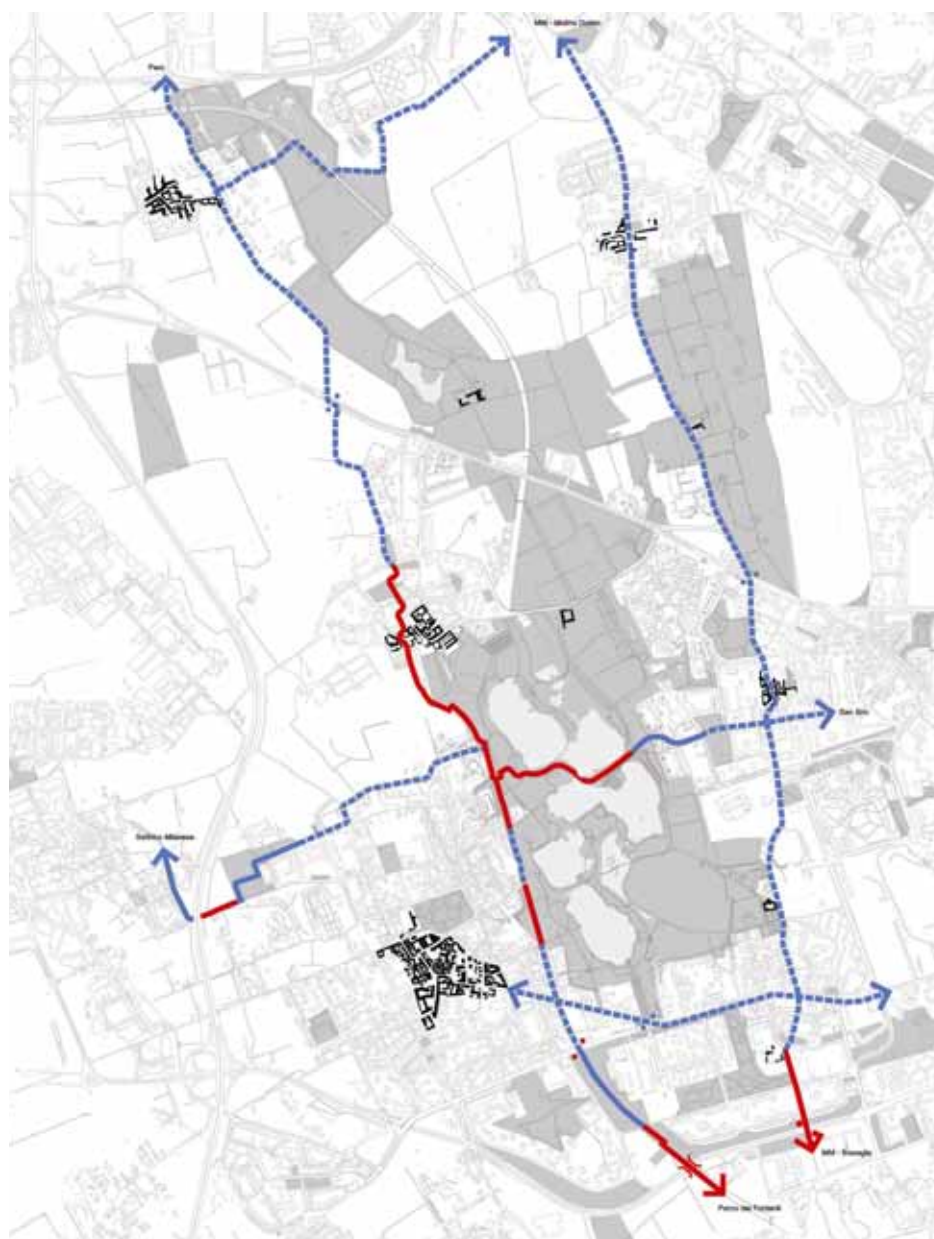 MM - Molino Dorino
Pero
San Siro
Settimo Milanese
MM - Bisceglie
Parco dei Fontanili